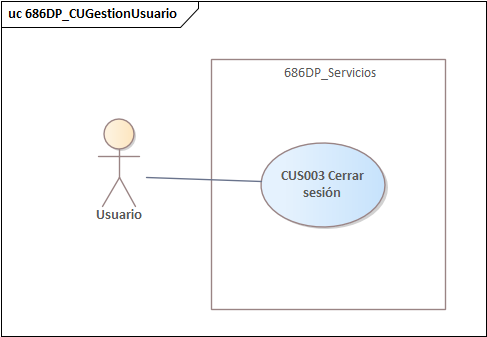 uc 686DP_CUGestionUsuario
686DP_Servicios
CUS003 Cerrar
sesión
Usuario